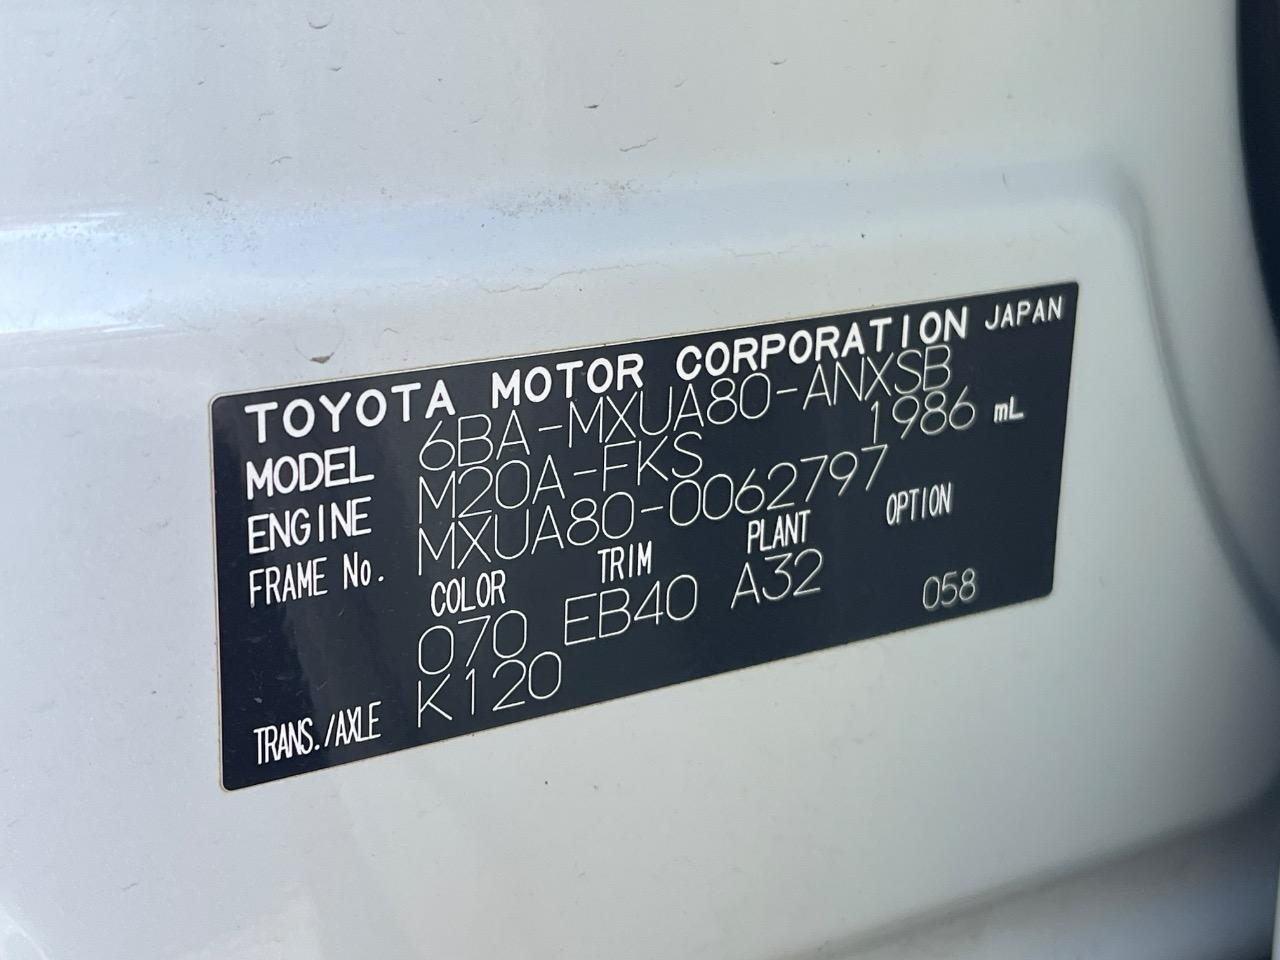 TOYOTA MOTOR CORPORATION JAPAN
MODEL 6BA-MXUA80-ANXSB
ENGINE M20A-FKS 1986 mL
FRAME No. MXUA80-0062797
COLOR TRIM PLANT OPTION
070 EB40 A32 058
TRANS./AXLE K120